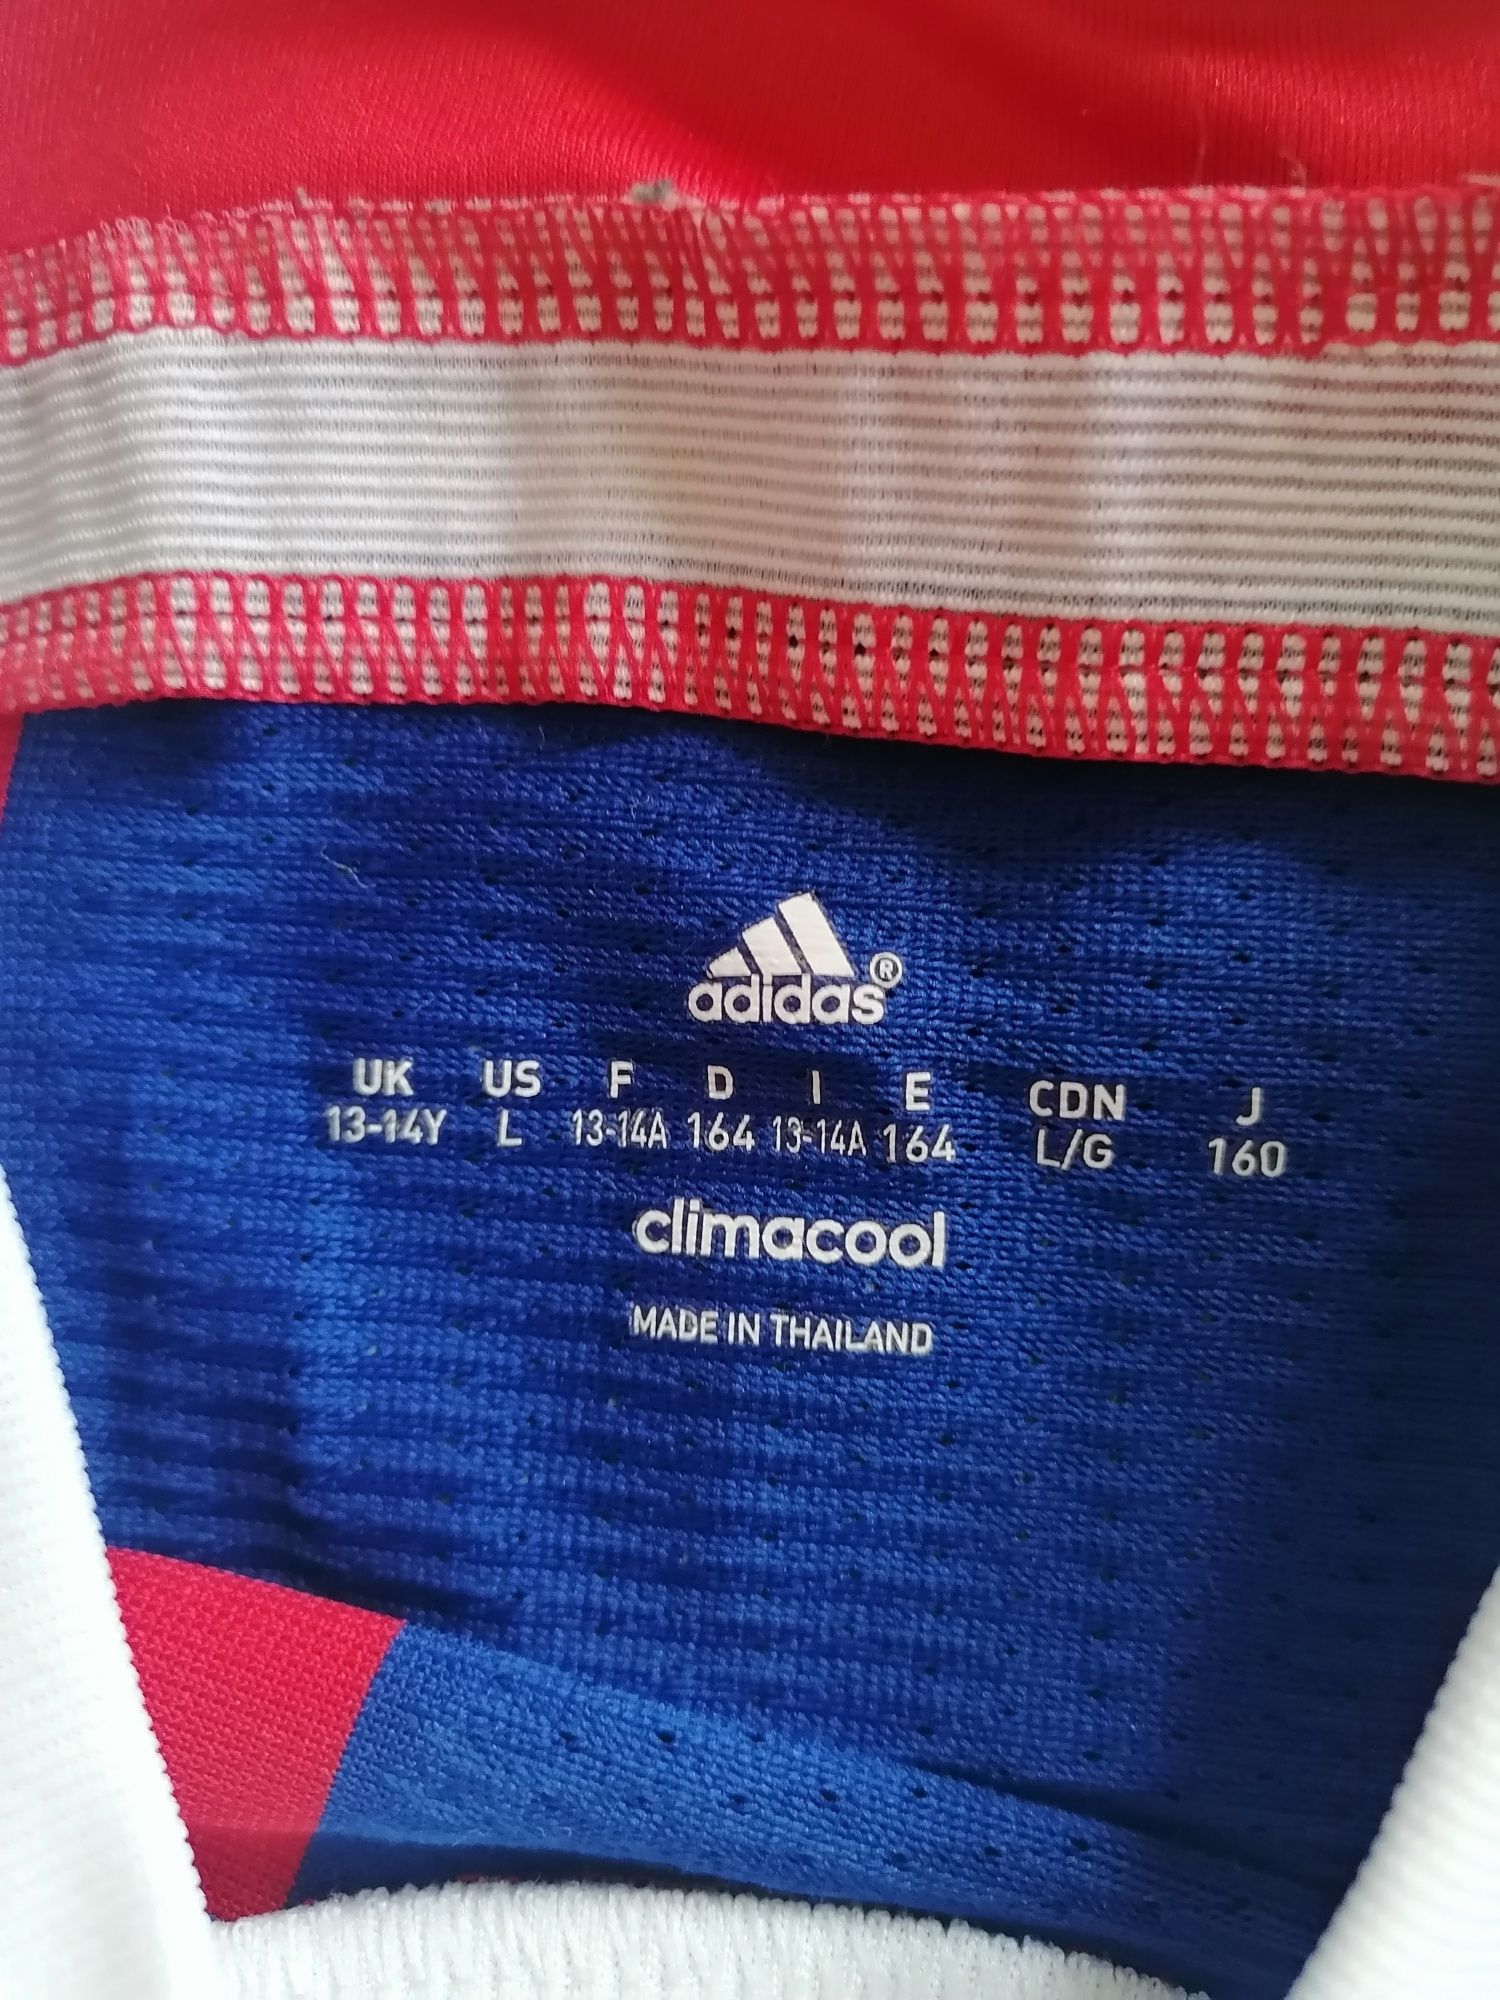 adidas®
UK US F D I E CDN J
13-14Y L 13-14A 164 13-14A 164 L/G 160
climacool
MADE IN THAILAND